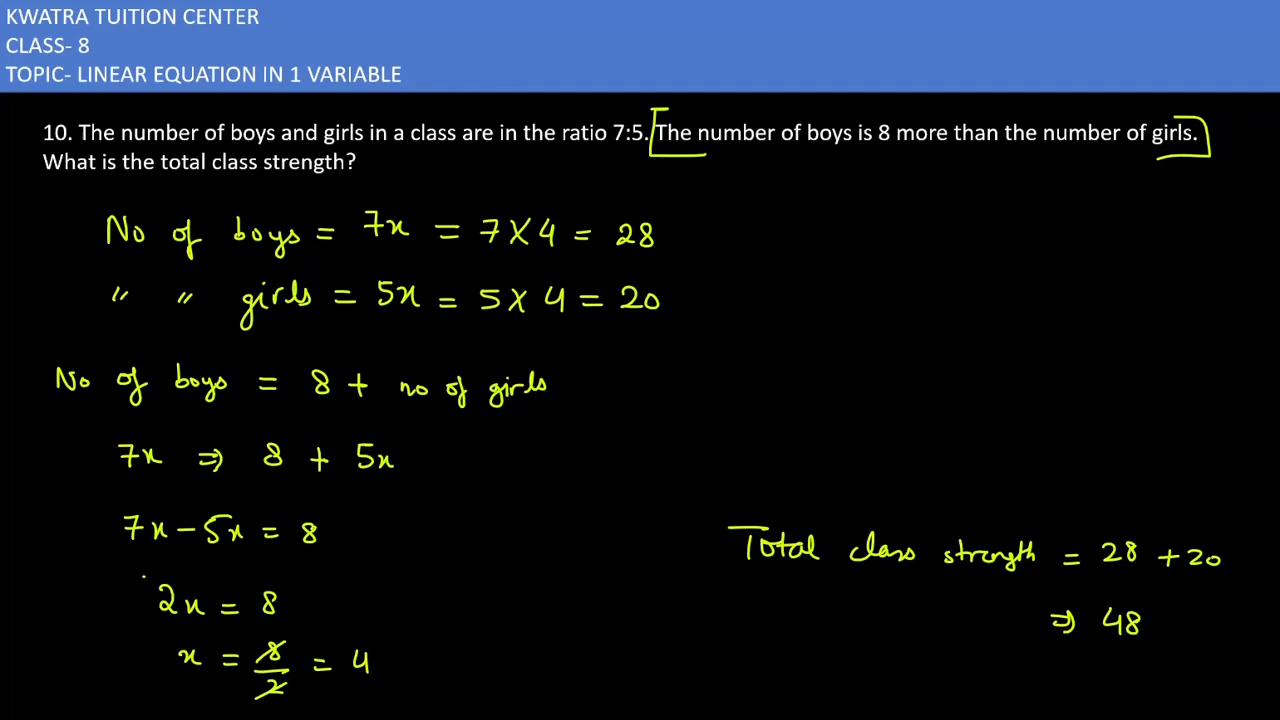 KWATRA TUITION CENTER
CLASS- 8
TOPIC- LINEAR EQUATION IN 1 VARIABLE
10. The number of boys and girls in a class are in the ratio 7:5. The number of boys is 8 more than the number of girls.
What is the total class strength?
No of boys = 7x = 7 X 4 = 28
" " girls = 5x = 5 X 4 = 20
No of boys = 8 + no of girls
7x ⇒ 8 + 5x
7x - 5x = 8
2x = 8
x = 8/2 = 4
Total class strength = 28 + 20
⇒ 48